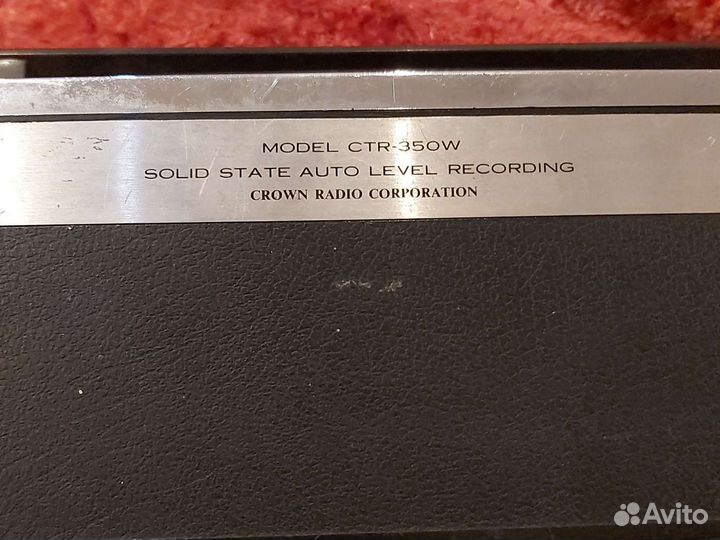 MODEL CTR-350W
SOLID STATE AUTO LEVEL RECORDING
CROWN RADIO CORPORATION
Avito